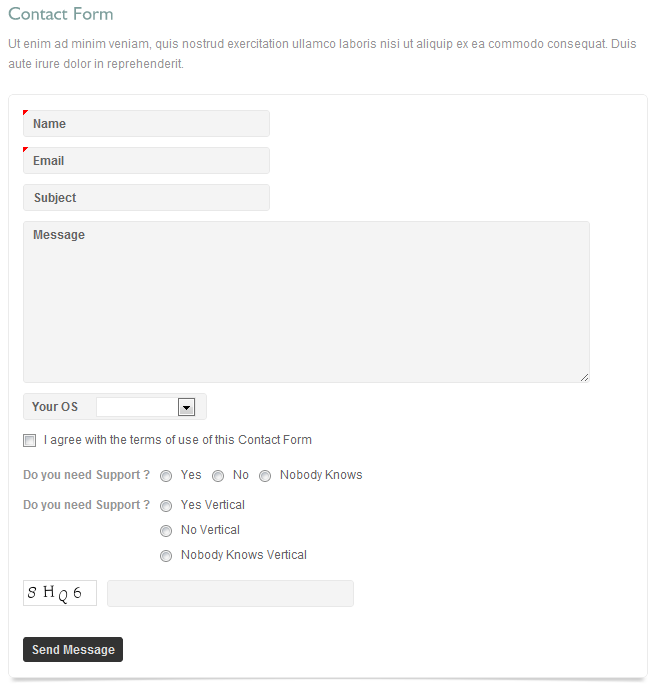 Contact Form
Ut enim ad minim veniam, quis nostrud exercitation ullamco laboris nisi ut aliquip ex ea commodo consequat. Duis
aute irure dolor in reprehenderit.
Name
Email
Subject
Message
Your OS
I agree with the terms of use of this Contact Form
Do you need Support ? Yes No Nobody Knows
Do you need Support ? Yes Vertical
No Vertical
Nobody Knows Vertical
S H Q 6
Send Message